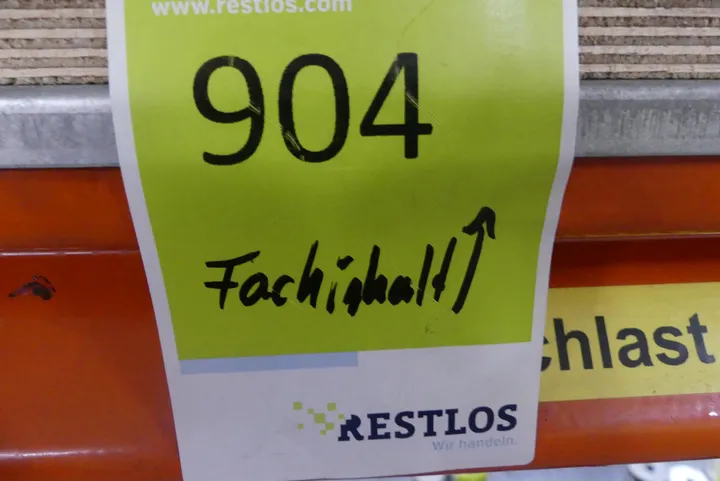 www.restlos.com
904
Fachinhalt ↑
chlast
RESTLOS
Wir handeln.